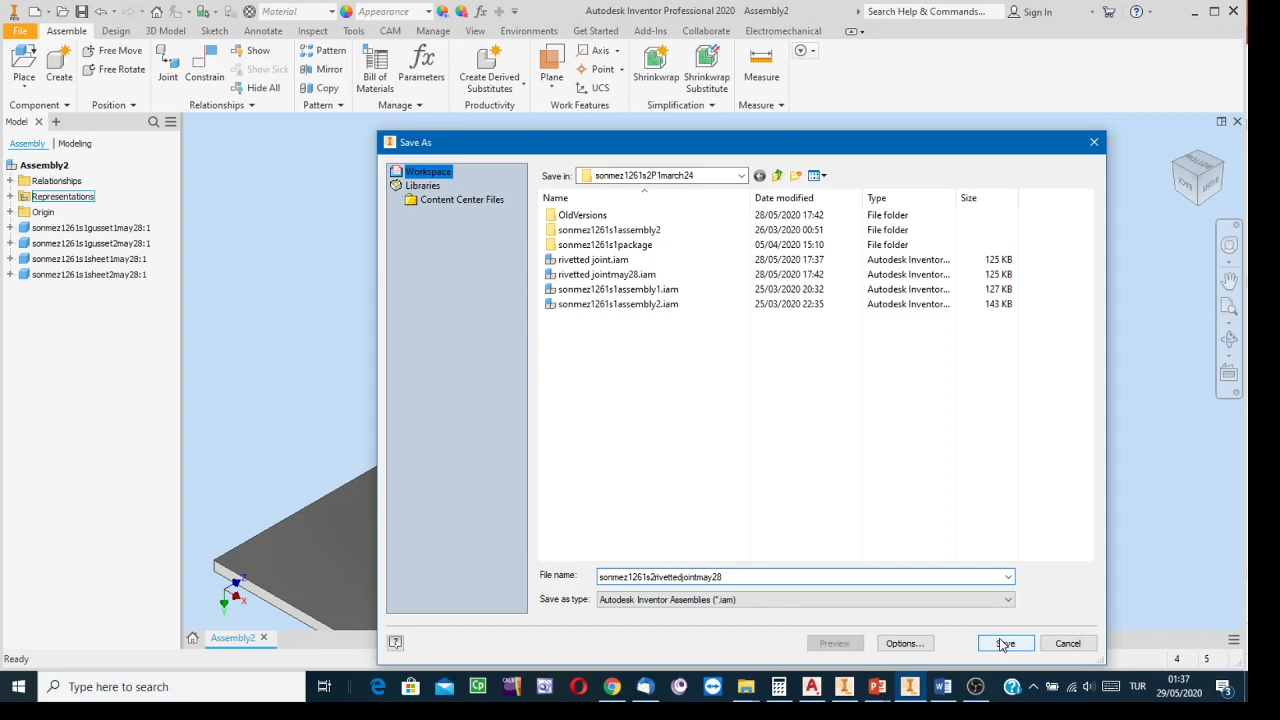 Material
Appearance
Autodesk Inventor Professional 2020 Assembly2
Search Help & Commands...
Sign In
File Assemble Design 3D Model Sketch Annotate Inspect Tools CAM Manage View Environments Get Started Add-Ins Collaborate Electromechanical
Place
Create
Free Move
Free Rotate
Joint
Constrain
Show
Show Sick
Hide All
Pattern
Mirror
Copy
Bill of
Materials
Parameters
Create Derived
Substitutes
Plane
Axis
Point
UCS
Shrinkwrap
Shrinkwrap
Substitute
Measure
Component Position Relationships Pattern Manage Productivity Work Features Simplification Measure
Model
Assembly Modeling
Assembly2
Relationships
Representations
Origin
sonmez1261s1gusset1may28:1
sonmez1261s1gusset2may28:1
sonmez1261s1sheet1may28:1
sonmez1261s1sheet2may28:1
Save As
Workspace
Libraries
Content Center Files
Save in: sonmez1261s2P1march24
Name Date modified Type Size
OldVersions 28/05/2020 17:42 File folder
sonmez1261s1assembly2 26/03/2020 00:51 File folder
sonmez1261s1package 05/04/2020 15:10 File folder
rivetted joint.iam 28/05/2020 17:37 Autodesk Inventor... 125 KB
rivetted jointmay28.iam 28/05/2020 17:42 Autodesk Inventor... 125 KB
sonmez1261s1assembly1.iam 25/03/2020 20:32 Autodesk Inventor... 127 KB
sonmez1261s1assembly2.iam 25/03/2020 22:35 Autodesk Inventor... 143 KB
File name: sonmez1261s2rivettedjointmay28
Save as type: Autodesk Inventor Assemblies (*.iam)
Preview Options... Save Cancel
Z
X
Y
Assembly2
Ready 4 5
Type here to search
TUR
01:37
29/05/2020
3